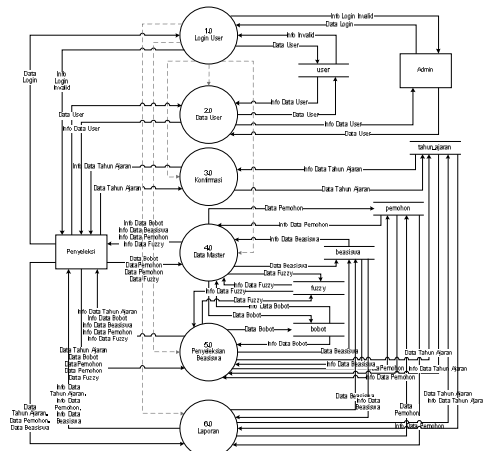 Info Login Invalid
Data Login
1.0
Login User
Info Invalid
Data User
Data
Login
Info
Login
Invalid
user
Admin
Data User
Info Data User
2.0
Data User
Info Data User
Data User
Info Data User
Data User
tahun_ajaran
Info Data Tahun Ajaran
3.0
Konfirmasi
Info Data Tahun Ajaran
Data Tahun Ajaran
Data Tahun Ajaran
Data Pemohon
pemohon
Info Data Pemohon
Info Data Bobot
Info Data Beasiswa
Info Data Pemohon
Info Data Fuzzy
4.0
Data Master
Info Data Beasiswa
beasiswa
Penyeleksi
Data Bobot
Data Pemohon
Data Pemohon
Data Fuzzy
Data Beasiswa
Data Fuzzy
Info Data Fuzzy
fuzzy
Info Data Fuzzy
Data Fuzzy
Info Data Bobot
Data Bobot
bobot
Data Bobot
Info Data Tahun Ajaran
Info Data Bobot
Info Data Beasiswa
Info Data Pemohon
Info Data Fuzzy
5.0
Penyeleksian
Beasiswa
Info Data Bobot
Data Beasiswa
Data Tahun Ajaran
Data Tahun Ajaran
Data Bobot
Data Pemohon
Data Pemohon
Data Fuzzy
Info Data Beasiswa
Data Pemohon
Info Data Pemohon
Info Data
Tahun Ajaran,
Info Data
Pemohon,
Info Data
Beasiswa
Data Beasiswa
Info Data
Beasiswa
Data Tahun Ajaran
Info Data Tahun Ajaran
Data
Tahun
Ajaran,
Data
Pemohon,
Data
Beasiswa
Data
Pemohon
Info Data Pemohon
6.0
Laporan